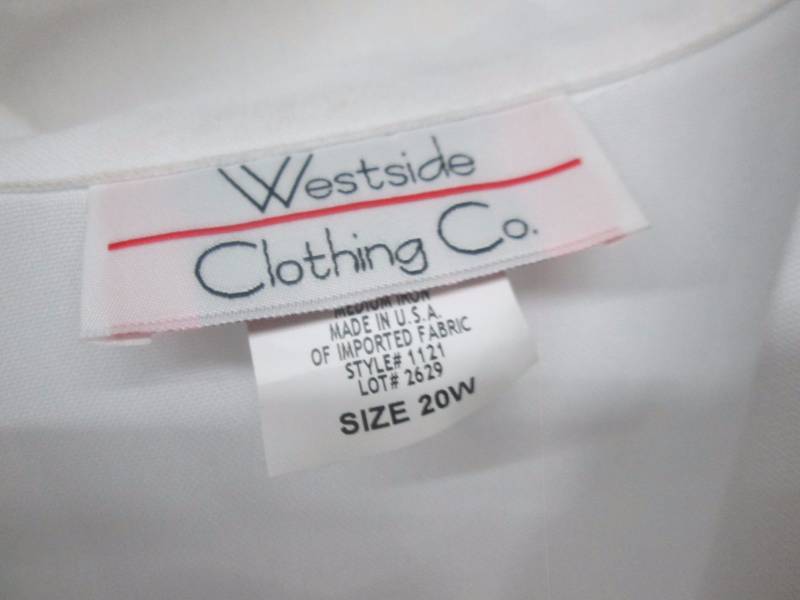 Westside
Clothing Co.
MEDIUM IRON
MADE IN U.S.A.
OF IMPORTED FABRIC
STYLE# 1121
LOT# 2629
SIZE 20W